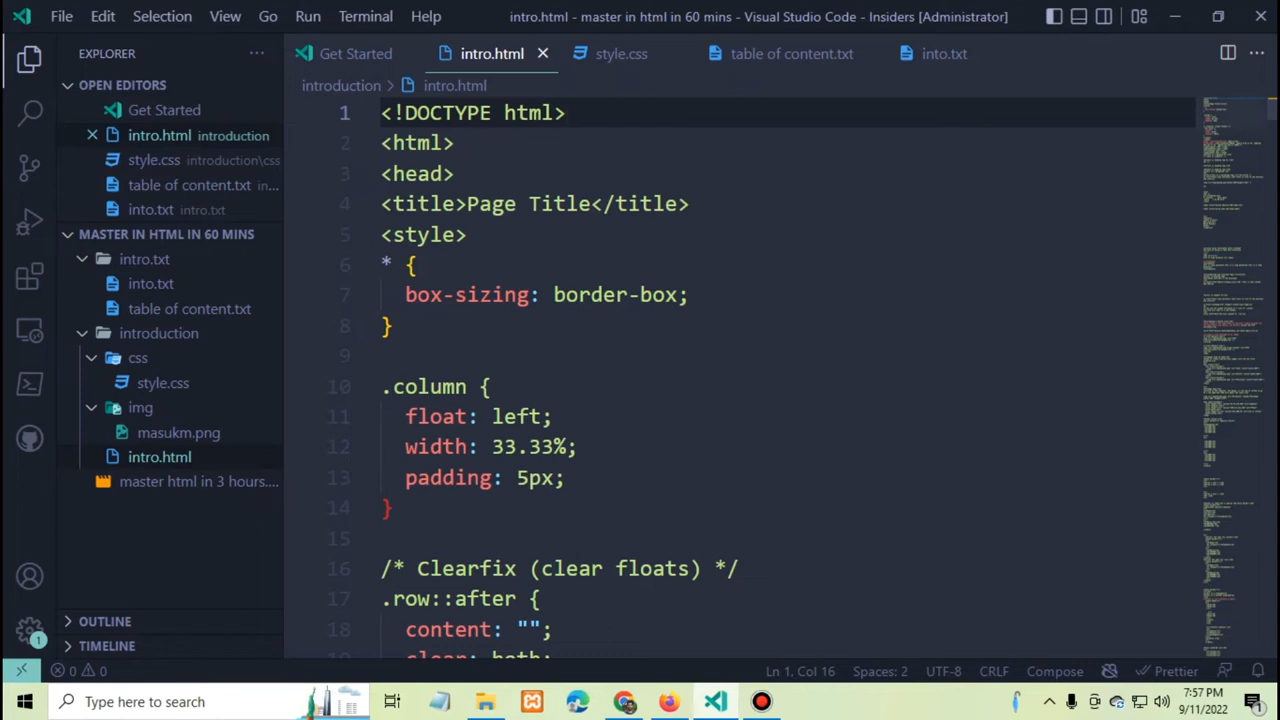 File Edit Selection View Go Run Terminal Help intro.html - master in html in 60 mins - Visual Studio Code - Insiders [Administrator]
EXPLORER
OPEN EDITORS
Get Started
intro.html introduction
style.css introduction\css
table of content.txt in...
into.txt intro.txt
MASTER IN HTML IN 60 MINS
intro.txt
into.txt
table of content.txt
introduction
css
style.css
img
masukm.png
intro.html
master html in 3 hours....
OUTLINE
TIMELINE
Get Started intro.html style.css table of content.txt into.txt
introduction > intro.html
1 <!DOCTYPE html>
2 <html>
3 <head>
4 <title>Page Title</title>
5 <style>
6 * {
7 box-sizing: border-box;
8 }
9
10 .column {
11 float: left;
12 width: 33.33%;
13 padding: 5px;
14 }
15
16 /* Clearfix (clear floats) */
17 .row::after {
18 content: "";
clear: both;
0 0 Ln 1, Col 16 Spaces: 2 UTF-8 CRLF Compose Prettier
1
Type here to search
7:57 PM
9/11/2022
1